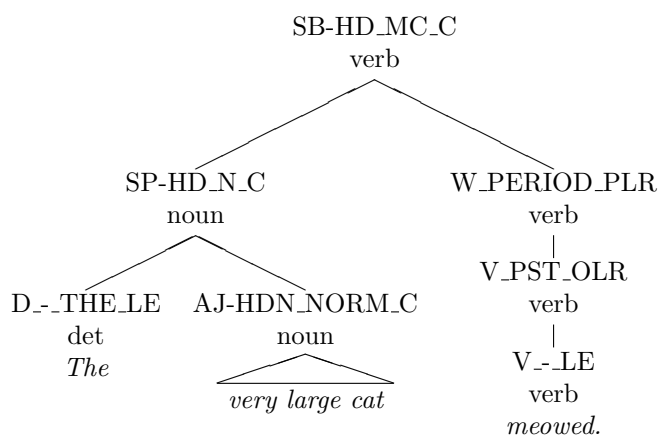 SB-HD_MC_C
verb
SP-HD_N_C
noun
W_PERIOD_PLR
verb
D_-_THE_LE
det
The
AJ-HDN_NORM_C
noun
very large cat
V_PST_OLR
verb
V_-_LE
verb
meowed.